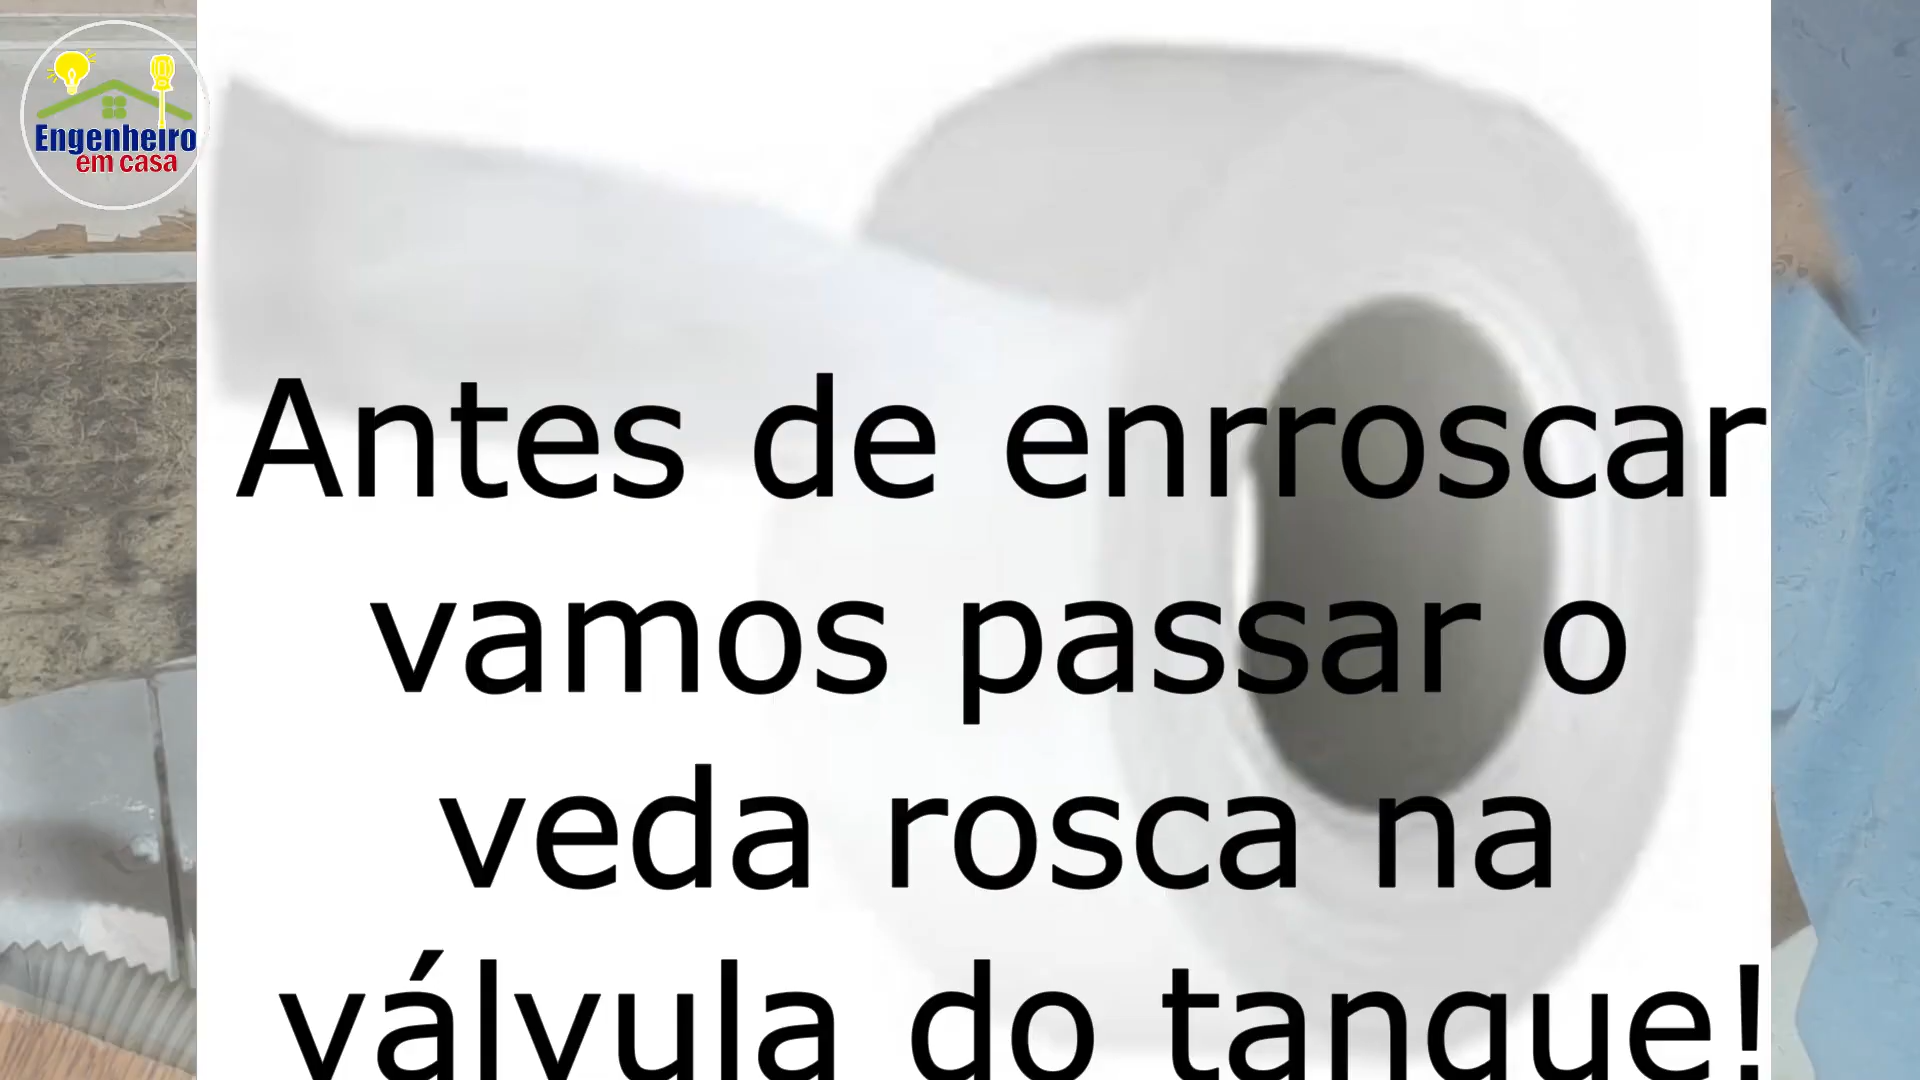 Engenheiro
em casa
Antes de enrroscar
vamos passar o
veda rosca na
válvula do tanque!